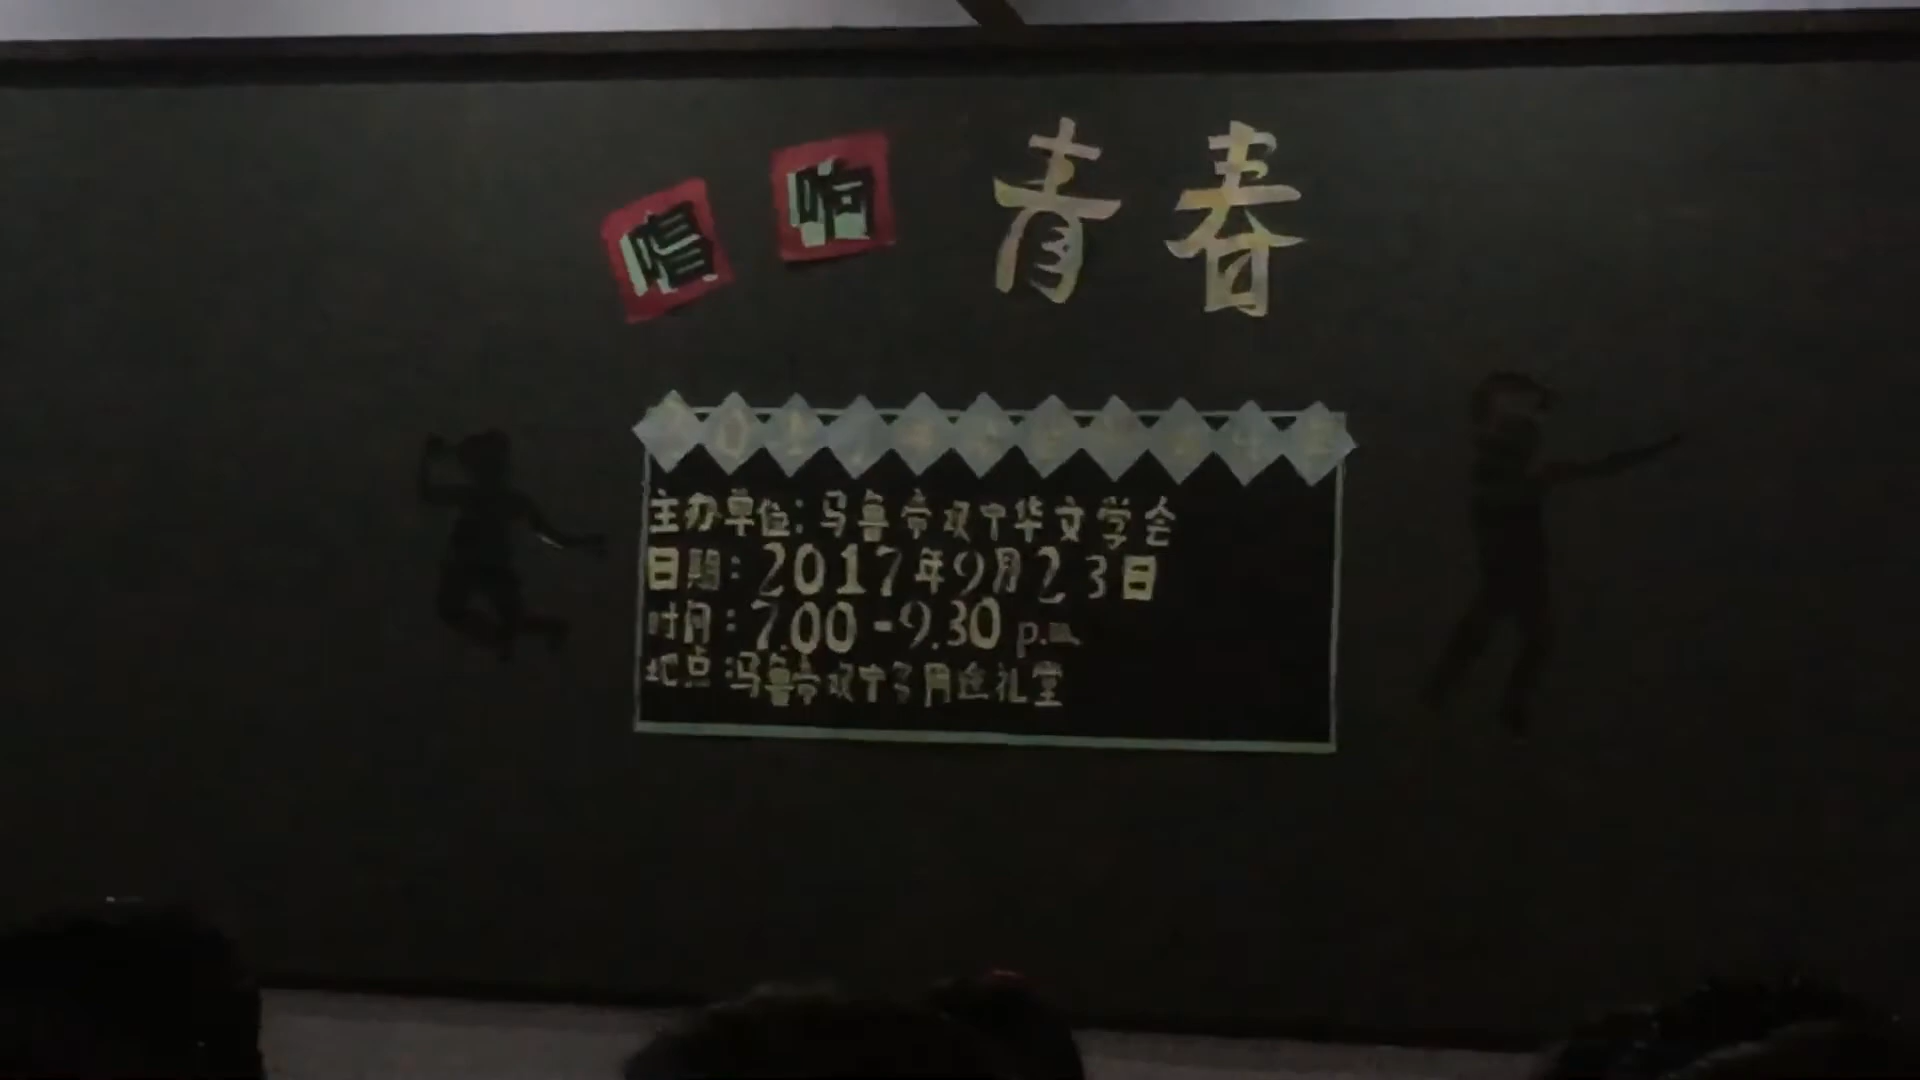 唱响青春
2017
主办单位:马鲁帝双中华文学会
日期:2017年9月23日
时间:7.00-9.30 p.m.
地点:马鲁帝双中多用途礼堂